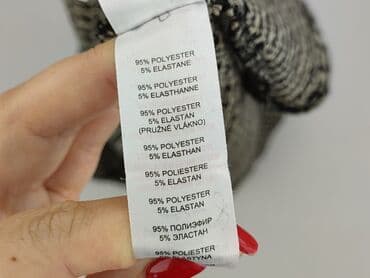 95% POLYESTER
5% ELASTANE
95% POLYESTER
5% ELASTHANNE
95% POLYESTER
5% ELASTAN
(PRUŽNÉ VLÁKNO)
95% POLYESTER
5% ELASTHAN
95% POLIESTERE
5% ELASTAN
95% POLYESTER
5% ELASTAN
95% ПОЛИЭФИР
5% ЭЛАСТАН
95% POLIESTER